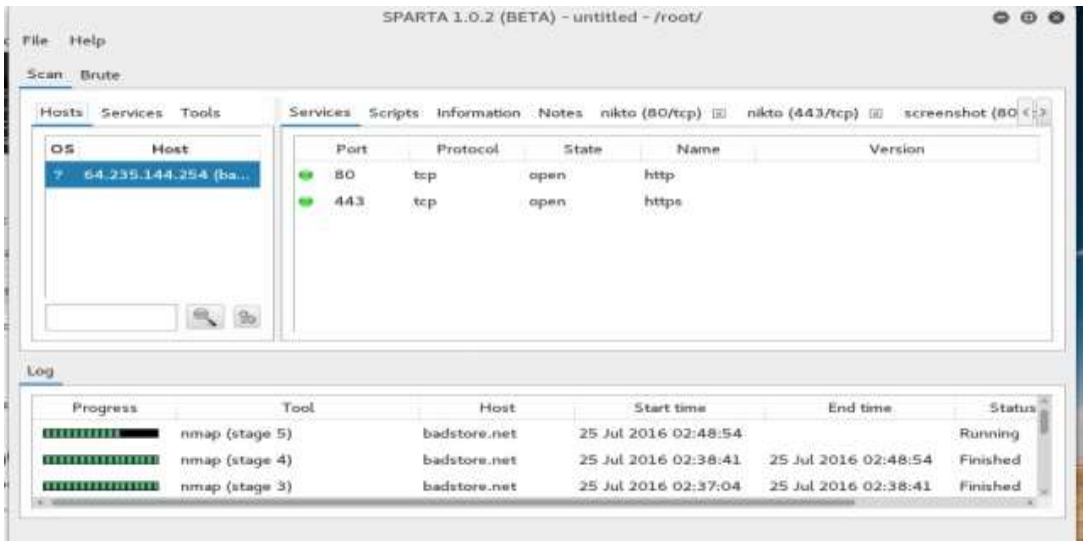 SPARTA 1.0.2 (BETA) - untitled - /root/
File Help
Scan Brute
Hosts Services Tools
OS Host
? 64.235.144.254 (ba...
Services Scripts Information Notes nikto (80/tcp) nikto (443/tcp) screenshot (80
Port Protocol State Name Version
80 tcp open http
443 tcp open https
Log
Progress Tool Host Start time End time Status
nmap (stage 5) badstore.net 25 Jul 2016 02:48:54 Running
nmap (stage 4) badstore.net 25 Jul 2016 02:38:41 25 Jul 2016 02:48:54 Finished
nmap (stage 3) badstore.net 25 Jul 2016 02:37:04 25 Jul 2016 02:38:41 Finished